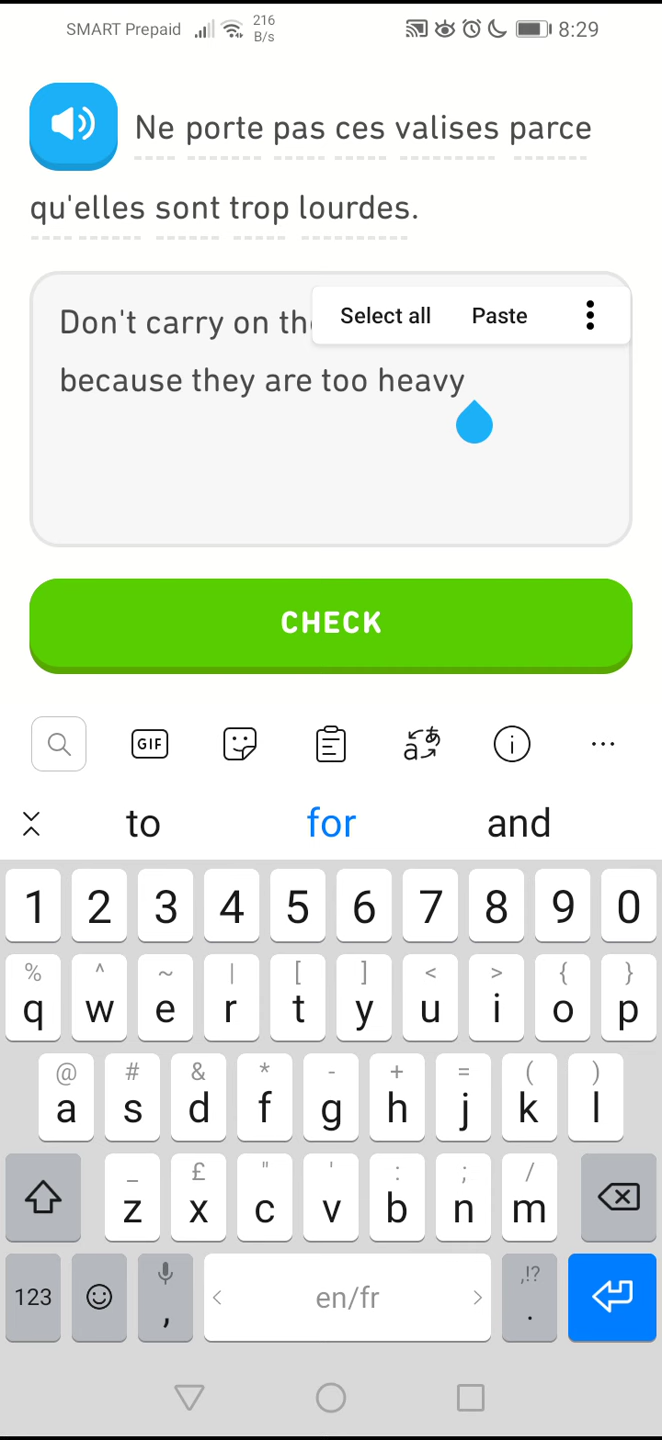 SMART Prepaid 216 B/s 8:29
Ne porte pas ces valises parce
qu'elles sont trop lourdes.
Don't carry on
Select all Paste
because they are too heavy
CHECK
GIF
to for and
1 2 3 4 5 6 7 8 9 0
% ^ ~ | [ ] < > { }
q w e r t y u i o p
@ # & * - + = ( )
a s d f g h j k l
_ £ " ' : ; /
z x c v b n m
,!?
123 , < en/fr > .